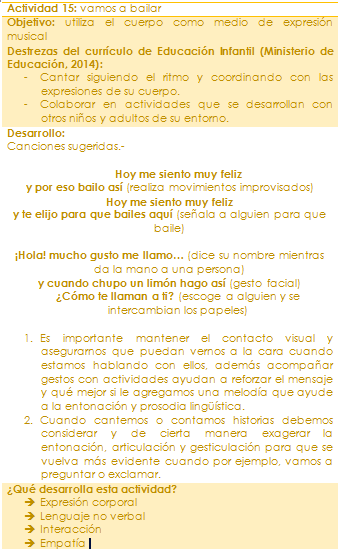 Actividad 15: vamos a bailar
Objetivo: utiliza el cuerpo como medio de expresión
musical
Destrezas del currículo de Educación Infantil (Ministerio de
Educación, 2014):
- Cantar siguiendo el ritmo y coordinando con las
expresiones de su cuerpo.
- Colaborar en actividades que se desarrollan con
otros niños y adultos de su entorno.
Desarrollo:
Canciones sugeridas.-
Hoy me siento muy feliz
y por eso bailo así (realiza movimientos improvisados)
Hoy me siento muy feliz
y te elijo para que bailes aquí (señala a alguien para que
baile)
¡Hola! mucho gusto me llamo... (dice su nombre mientras
da la mano a una persona)
y cuando chupo un limón hago así (gesto facial)
¿Cómo te llaman a ti? (escoge a alguien y se
intercambian los papeles)
1. Es importante mantener el contacto visual y
asegurarnos que puedan vernos a la cara cuando
estamos hablando con ellos, además acompañar
gestos con actividades ayudan a reforzar el mensaje
y qué mejor si le agregamos una melodía que ayude
a la entonación y prosodia lingüística.
2. Cuando cantemos o contamos historias debemos
considerar y de cierta manera exagerar la
entonación, articulación y gesticulación para que se
vuelva más evidente cuando por ejemplo, vamos a
preguntar o exclamar.
¿Qué desarrolla esta actividad?
➔ Expresión corporal
➔ Lenguaje no verbal
➔ Interacción
➔ Empatía